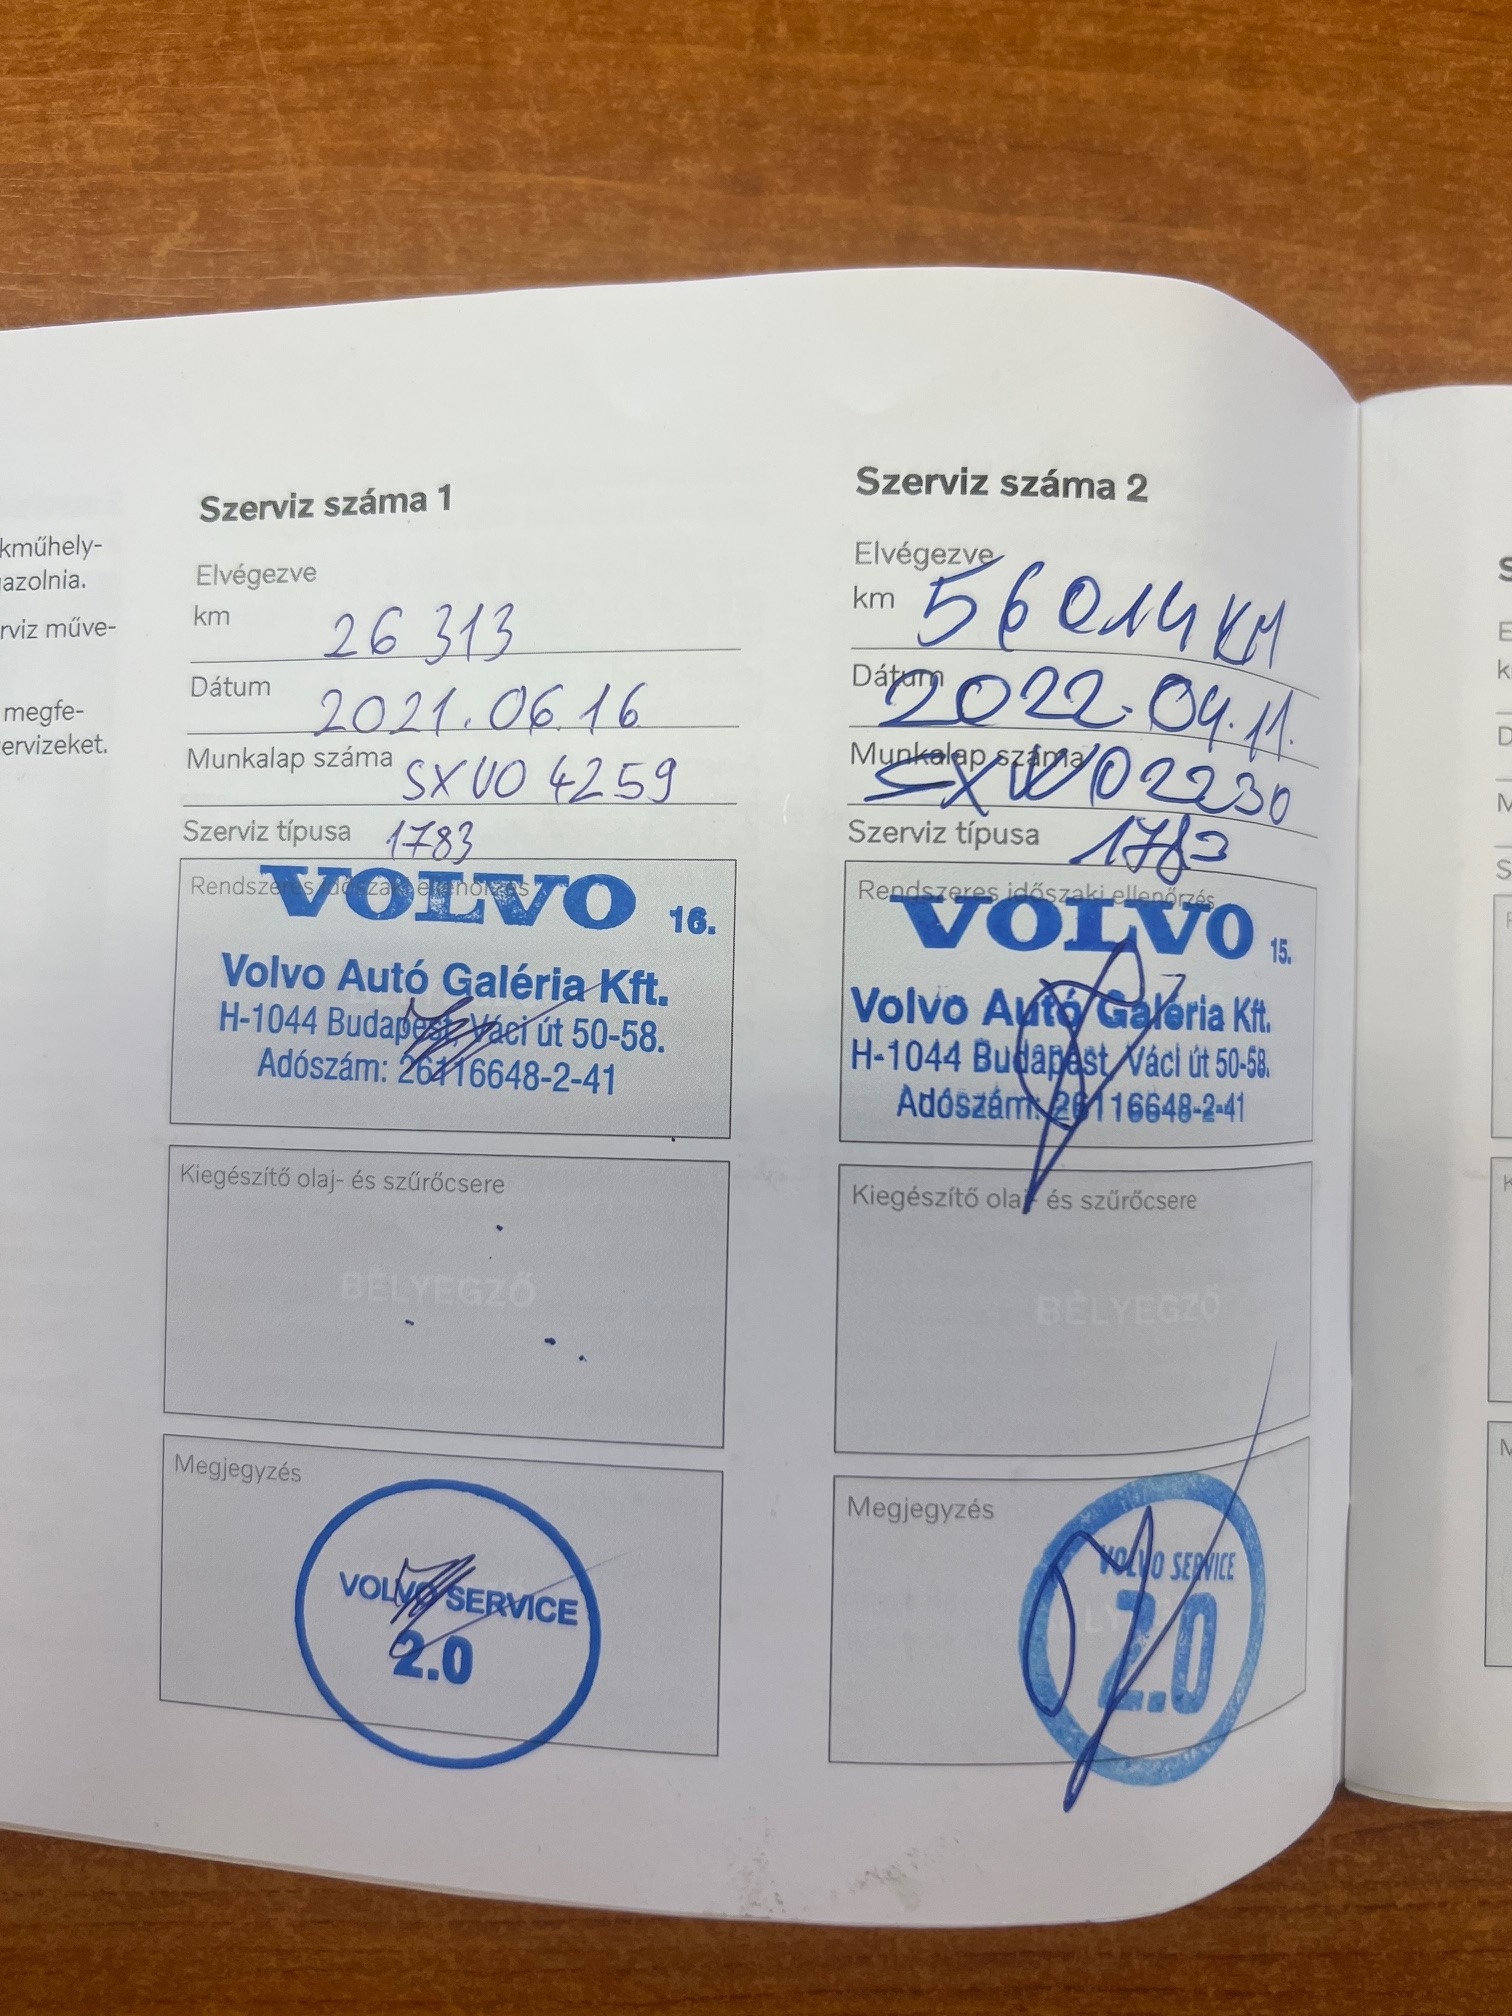 kműhely-
gazolnia.
rviz műve-
megfe-
ervizeket.
Szerviz száma 1
Elvégezve
km 26 313
Dátum 2021.06.16
Munkalap száma SXVO 4259
Szerviz típusa 1783
Rendszeres időszaki ellenőrzés
VOLVO 16.
Volvo Autó Galéria Kft.
H-1044 Budapest, Váci út 50-58.
Adószám: 26116648-2-41
Kiegészítő olaj- és szűrőcsere
BÉLYEGZŐ
Megjegyzés
VOLVO SERVICE
2.0
Szerviz száma 2
Elvégezve
km 56 014 KM
Dátum 2022.04.11.
Munkalap száma SXVO2230
Szerviz típusa 1783
Rendszeres időszaki ellenőrzés
VOLVO 15.
Volvo Autó Galéria Kft.
H-1044 Budapest, Váci út 50-58.
Adószám: 26116648-2-41
Kiegészítő olaj- és szűrőcsere
BÉLYEGZŐ
Megjegyzés
VOLVO SERVICE
2.0